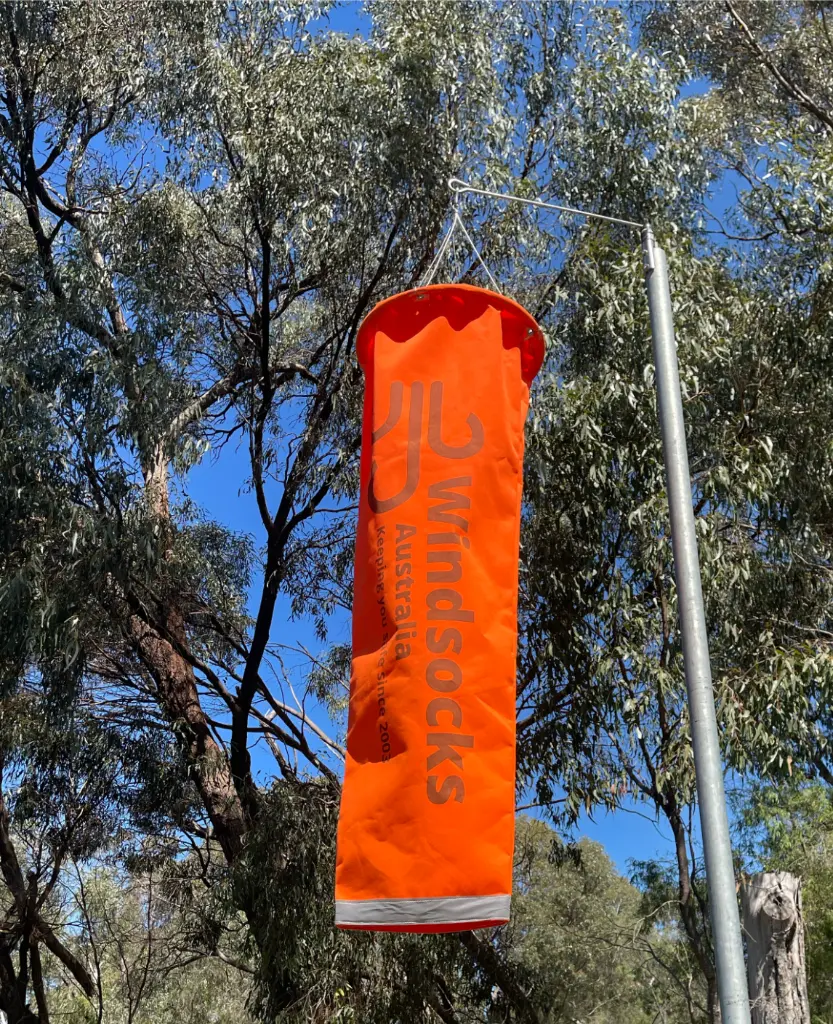 windsocks
Australia
Keeping you safe since 2003